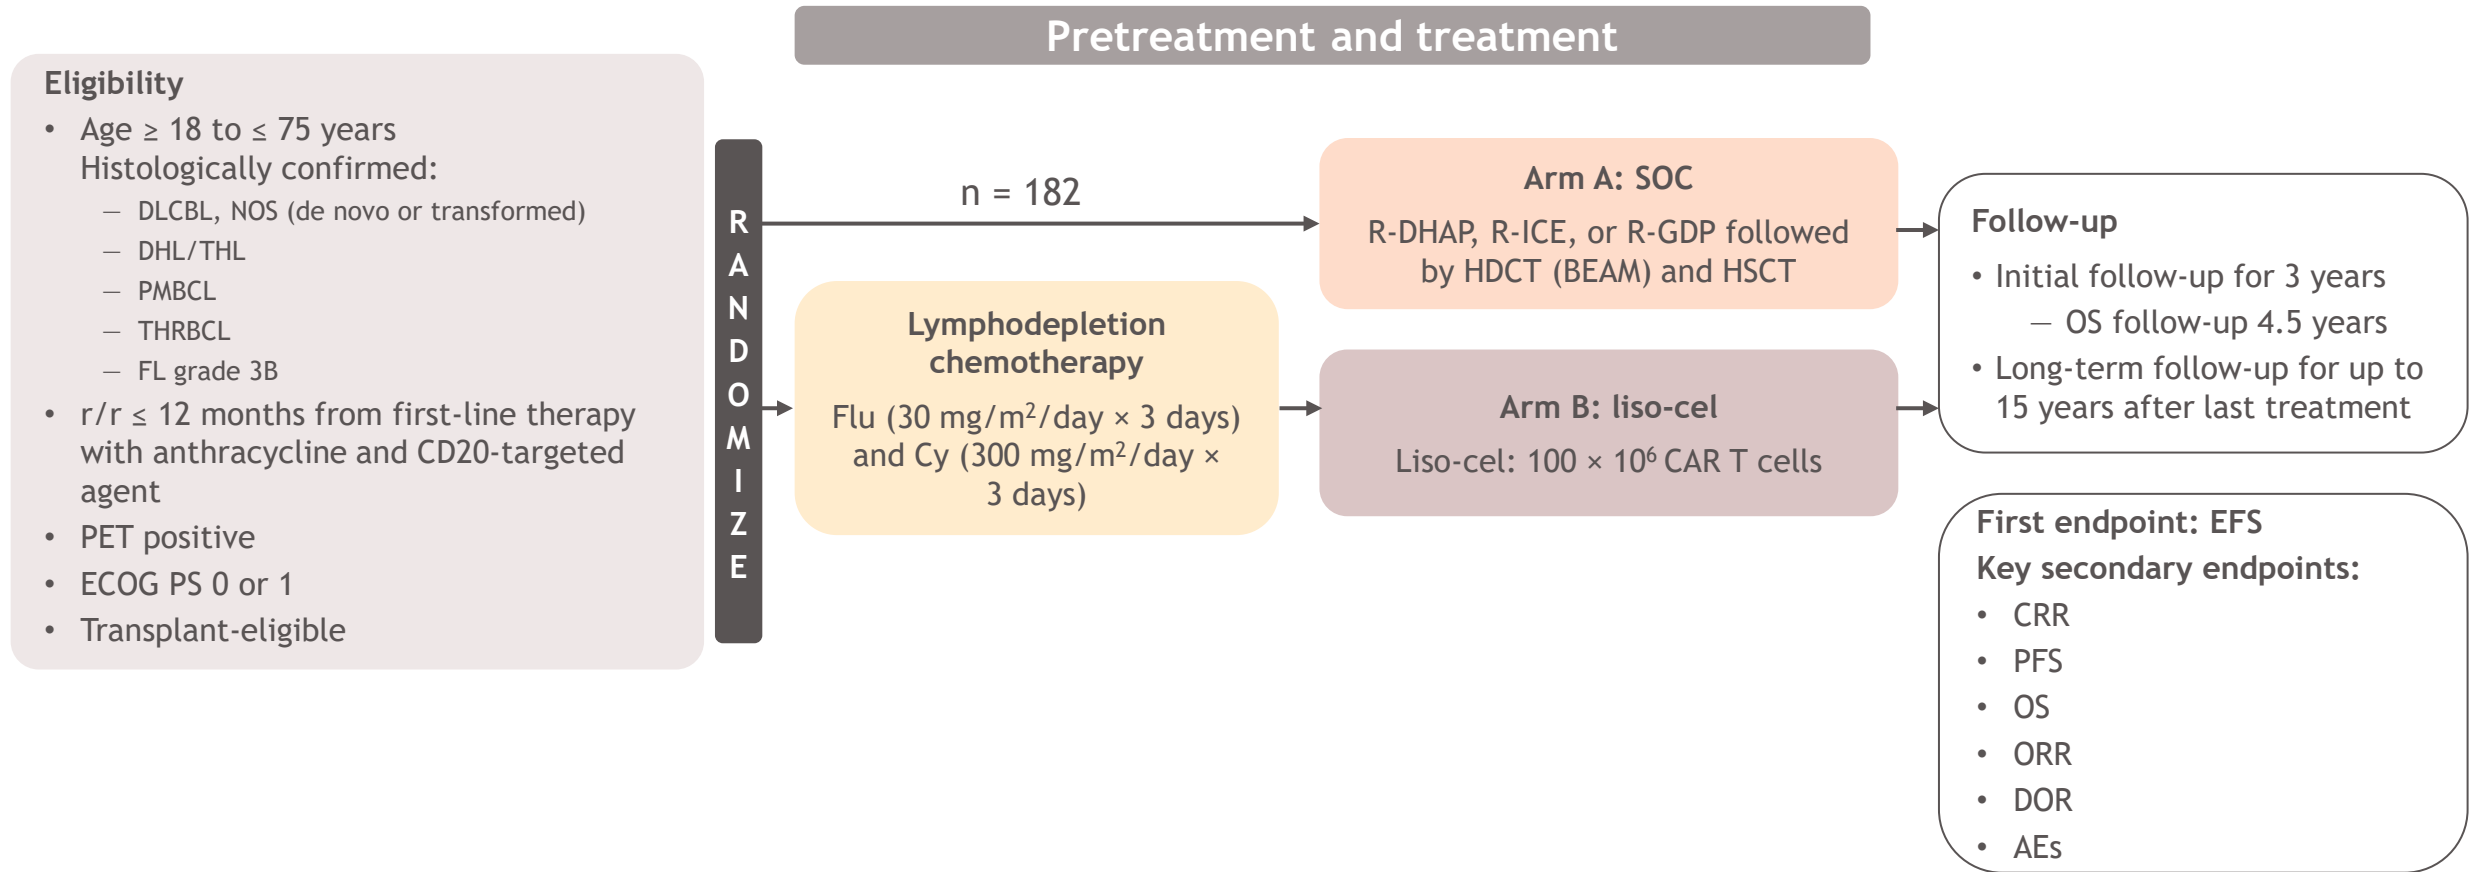 Pretreatment and treatment
Eligibility
• Age ≥ 18 to ≤ 75 years
Histologically confirmed:
— DLCBL, NOS (de novo or transformed)
— DHL/THL
— PMBCL
— THRBCL
— FL grade 3B
• r/r ≤ 12 months from first-line therapy
with anthracycline and CD20-targeted
agent
• PET positive
• ECOG PS 0 or 1
• Transplant-eligible
R
A
N
D
O
M
I
Z
E
n = 182
Lymphodepletion
chemotherapy
Flu (30 mg/m²/day × 3 days)
and Cy (300 mg/m²/day ×
3 days)
Arm A: SOC
R-DHAP, R-ICE, or R-GDP followed
by HDCT (BEAM) and HSCT
Arm B: liso-cel
Liso-cel: 100 × 10⁶ CAR T cells
Follow-up
• Initial follow-up for 3 years
— OS follow-up 4.5 years
• Long-term follow-up for up to
15 years after last treatment
First endpoint: EFS
Key secondary endpoints:
• CRR
• PFS
• OS
• ORR
• DOR
• AEs